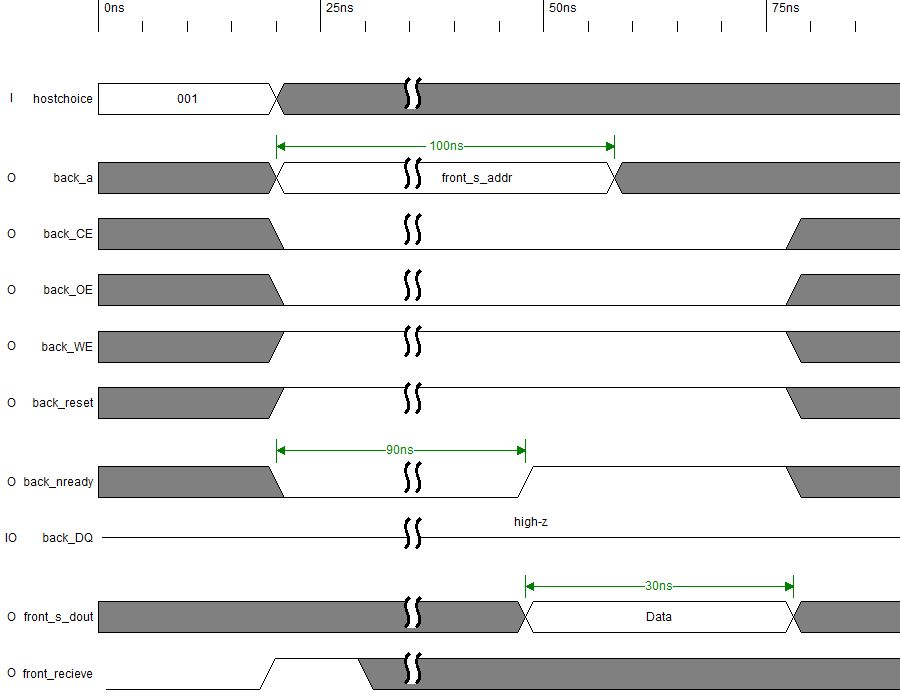 0ns 25ns 50ns 75ns
I hostchoice 001
100ns
O back_a front_s_addr
O back_CE
O back_OE
O back_WE
O back_reset
90ns
O back_nready
high-z
IO back_DQ
30ns
O front_s_dout Data
O front_recieve